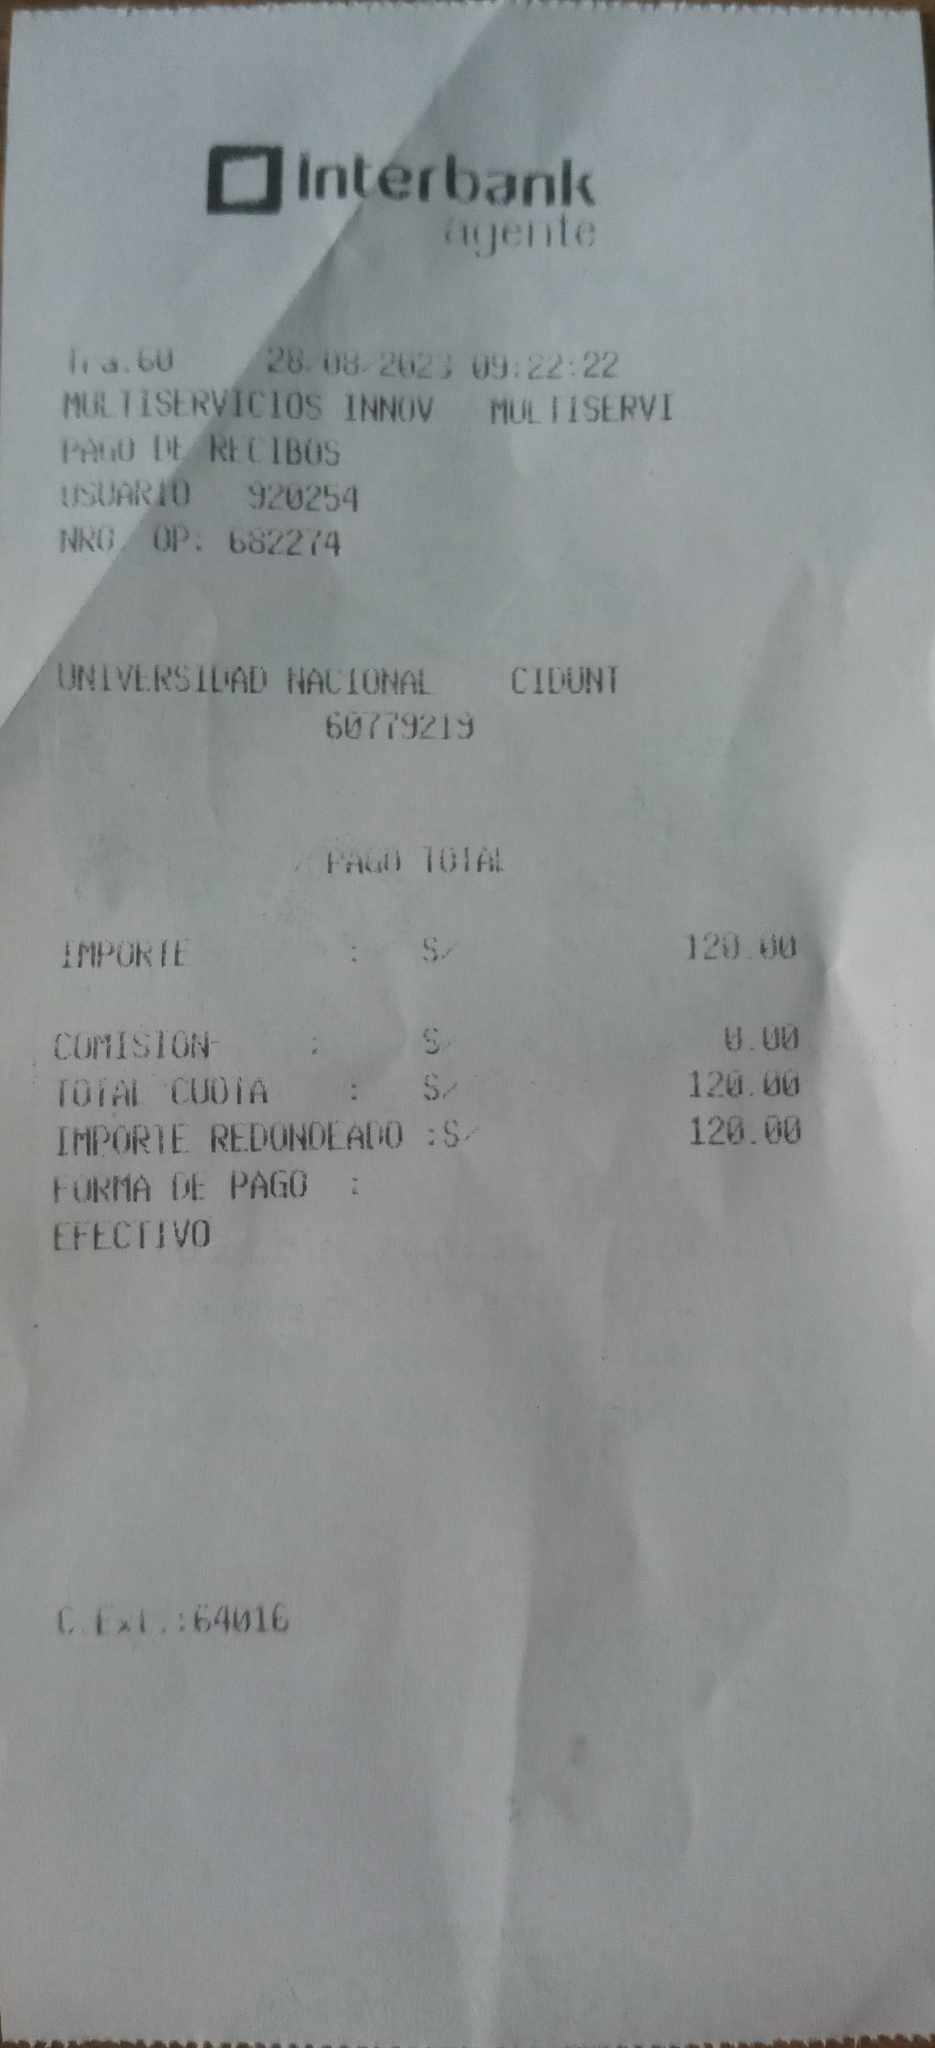 Interbank
agente
Tra.60 28/08/2023 09:22:22
MULTISERVICIOS INNOV MULTISERVI
PAGO DE RECIBOS
USUARIO 920254
NRO. OP: 682274
UNIVERSIDAD NACIONAL CIDUNT
60779219
PAGO TOTAL
IMPORTE : S/ 120.00
COMISION : S/ 0.00
TOTAL CUOTA : S/ 120.00
IMPORTE REDONDEADO :S/ 120.00
FORMA DE PAGO :
EFECTIVO
C.Ext.:64016